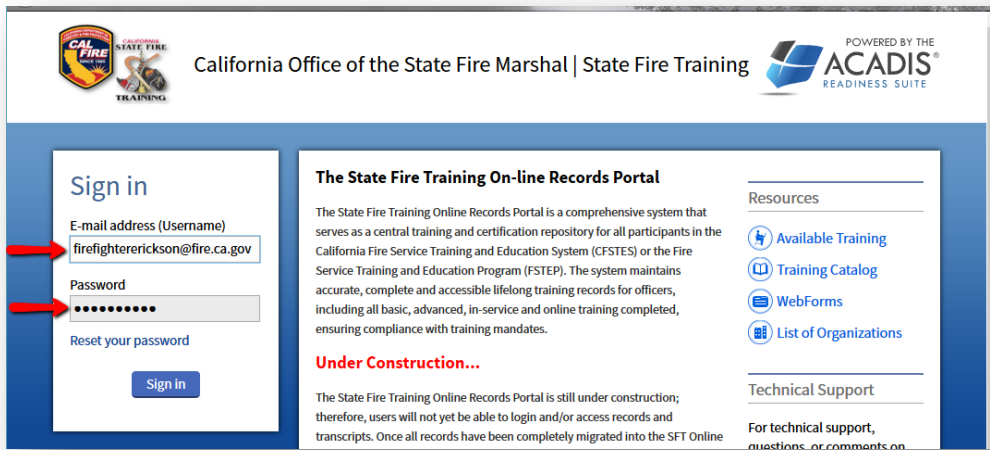 CAL
FIRE
SINCE 1885
CALIFORNIA
STATE FIRE
TRAINING
California Office of the State Fire Marshal | State Fire Training
POWERED BY THE
ACADIS®
READINESS SUITE
Sign in
E-mail address (Username)
firefightererickson@fire.ca.gov
Password
Reset your password
Sign in
The State Fire Training On-line Records Portal
The State Fire Training Online Records Portal is a comprehensive system that
serves as a central training and certification repository for all participants in the
California Fire Service Training and Education System (CFSTES) or the Fire
Service Training and Education Program (FSTEP). The system maintains
accurate, complete and accessible lifelong training records for officers,
including all basic, advanced, in-service and online training completed,
ensuring compliance with training mandates.
Under Construction...
The State Fire Training Online Records Portal is still under construction;
therefore, users will not yet be able to login and/or access records and
transcripts. Once all records have been completely migrated into the SFT Online
Resources
Available Training
Training Catalog
WebForms
List of Organizations
Technical Support
For technical support,
questions, or comments on